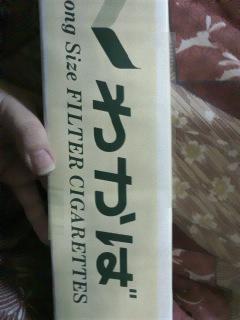 わかば
ong Size FILTER CIGARETTES